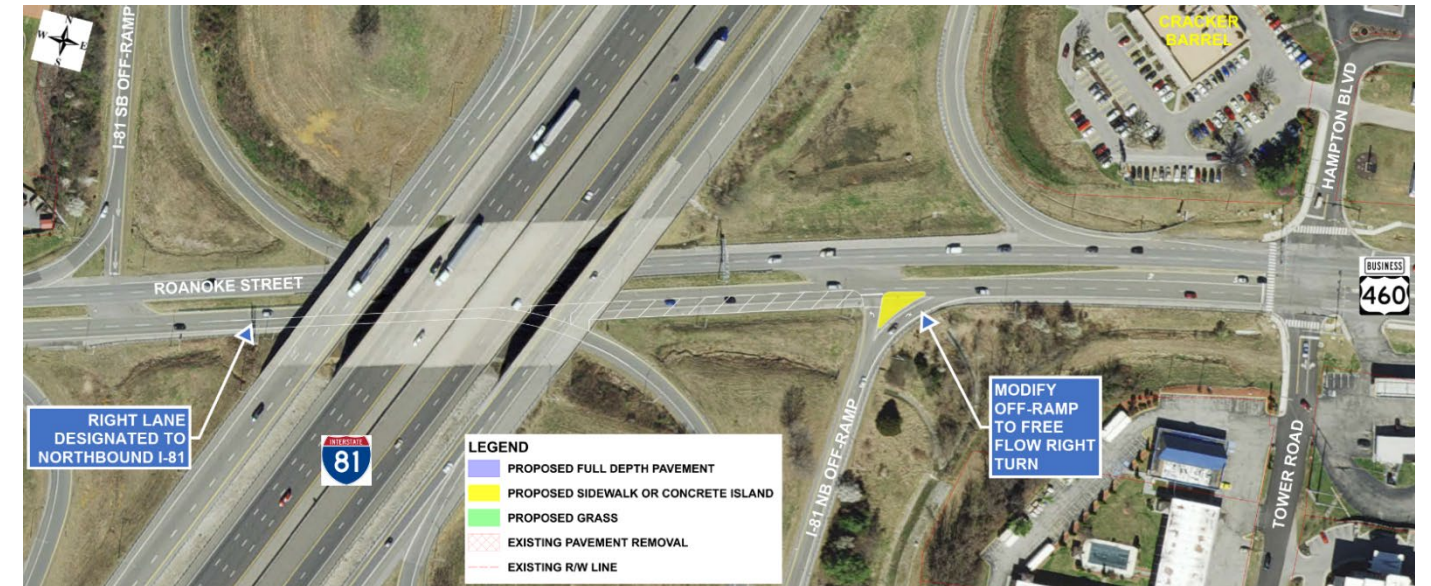 N
W
E
S
I-81 SB OFF-RAMP
CRACKER
BARREL
HAMPTON BLVD
ROANOKE STREET
BUSINESS
460
RIGHT LANE
DESIGNATED TO
NORTHBOUND I-81
INTERSTATE
81
LEGEND
PROPOSED FULL DEPTH PAVEMENT
PROPOSED SIDEWALK OR CONCRETE ISLAND
PROPOSED GRASS
EXISTING PAVEMENT REMOVAL
EXISTING R/W LINE
I-81 NB OFF-RAMP
MODIFY
OFF-RAMP
TO FREE
FLOW RIGHT
TURN
TOWER ROAD